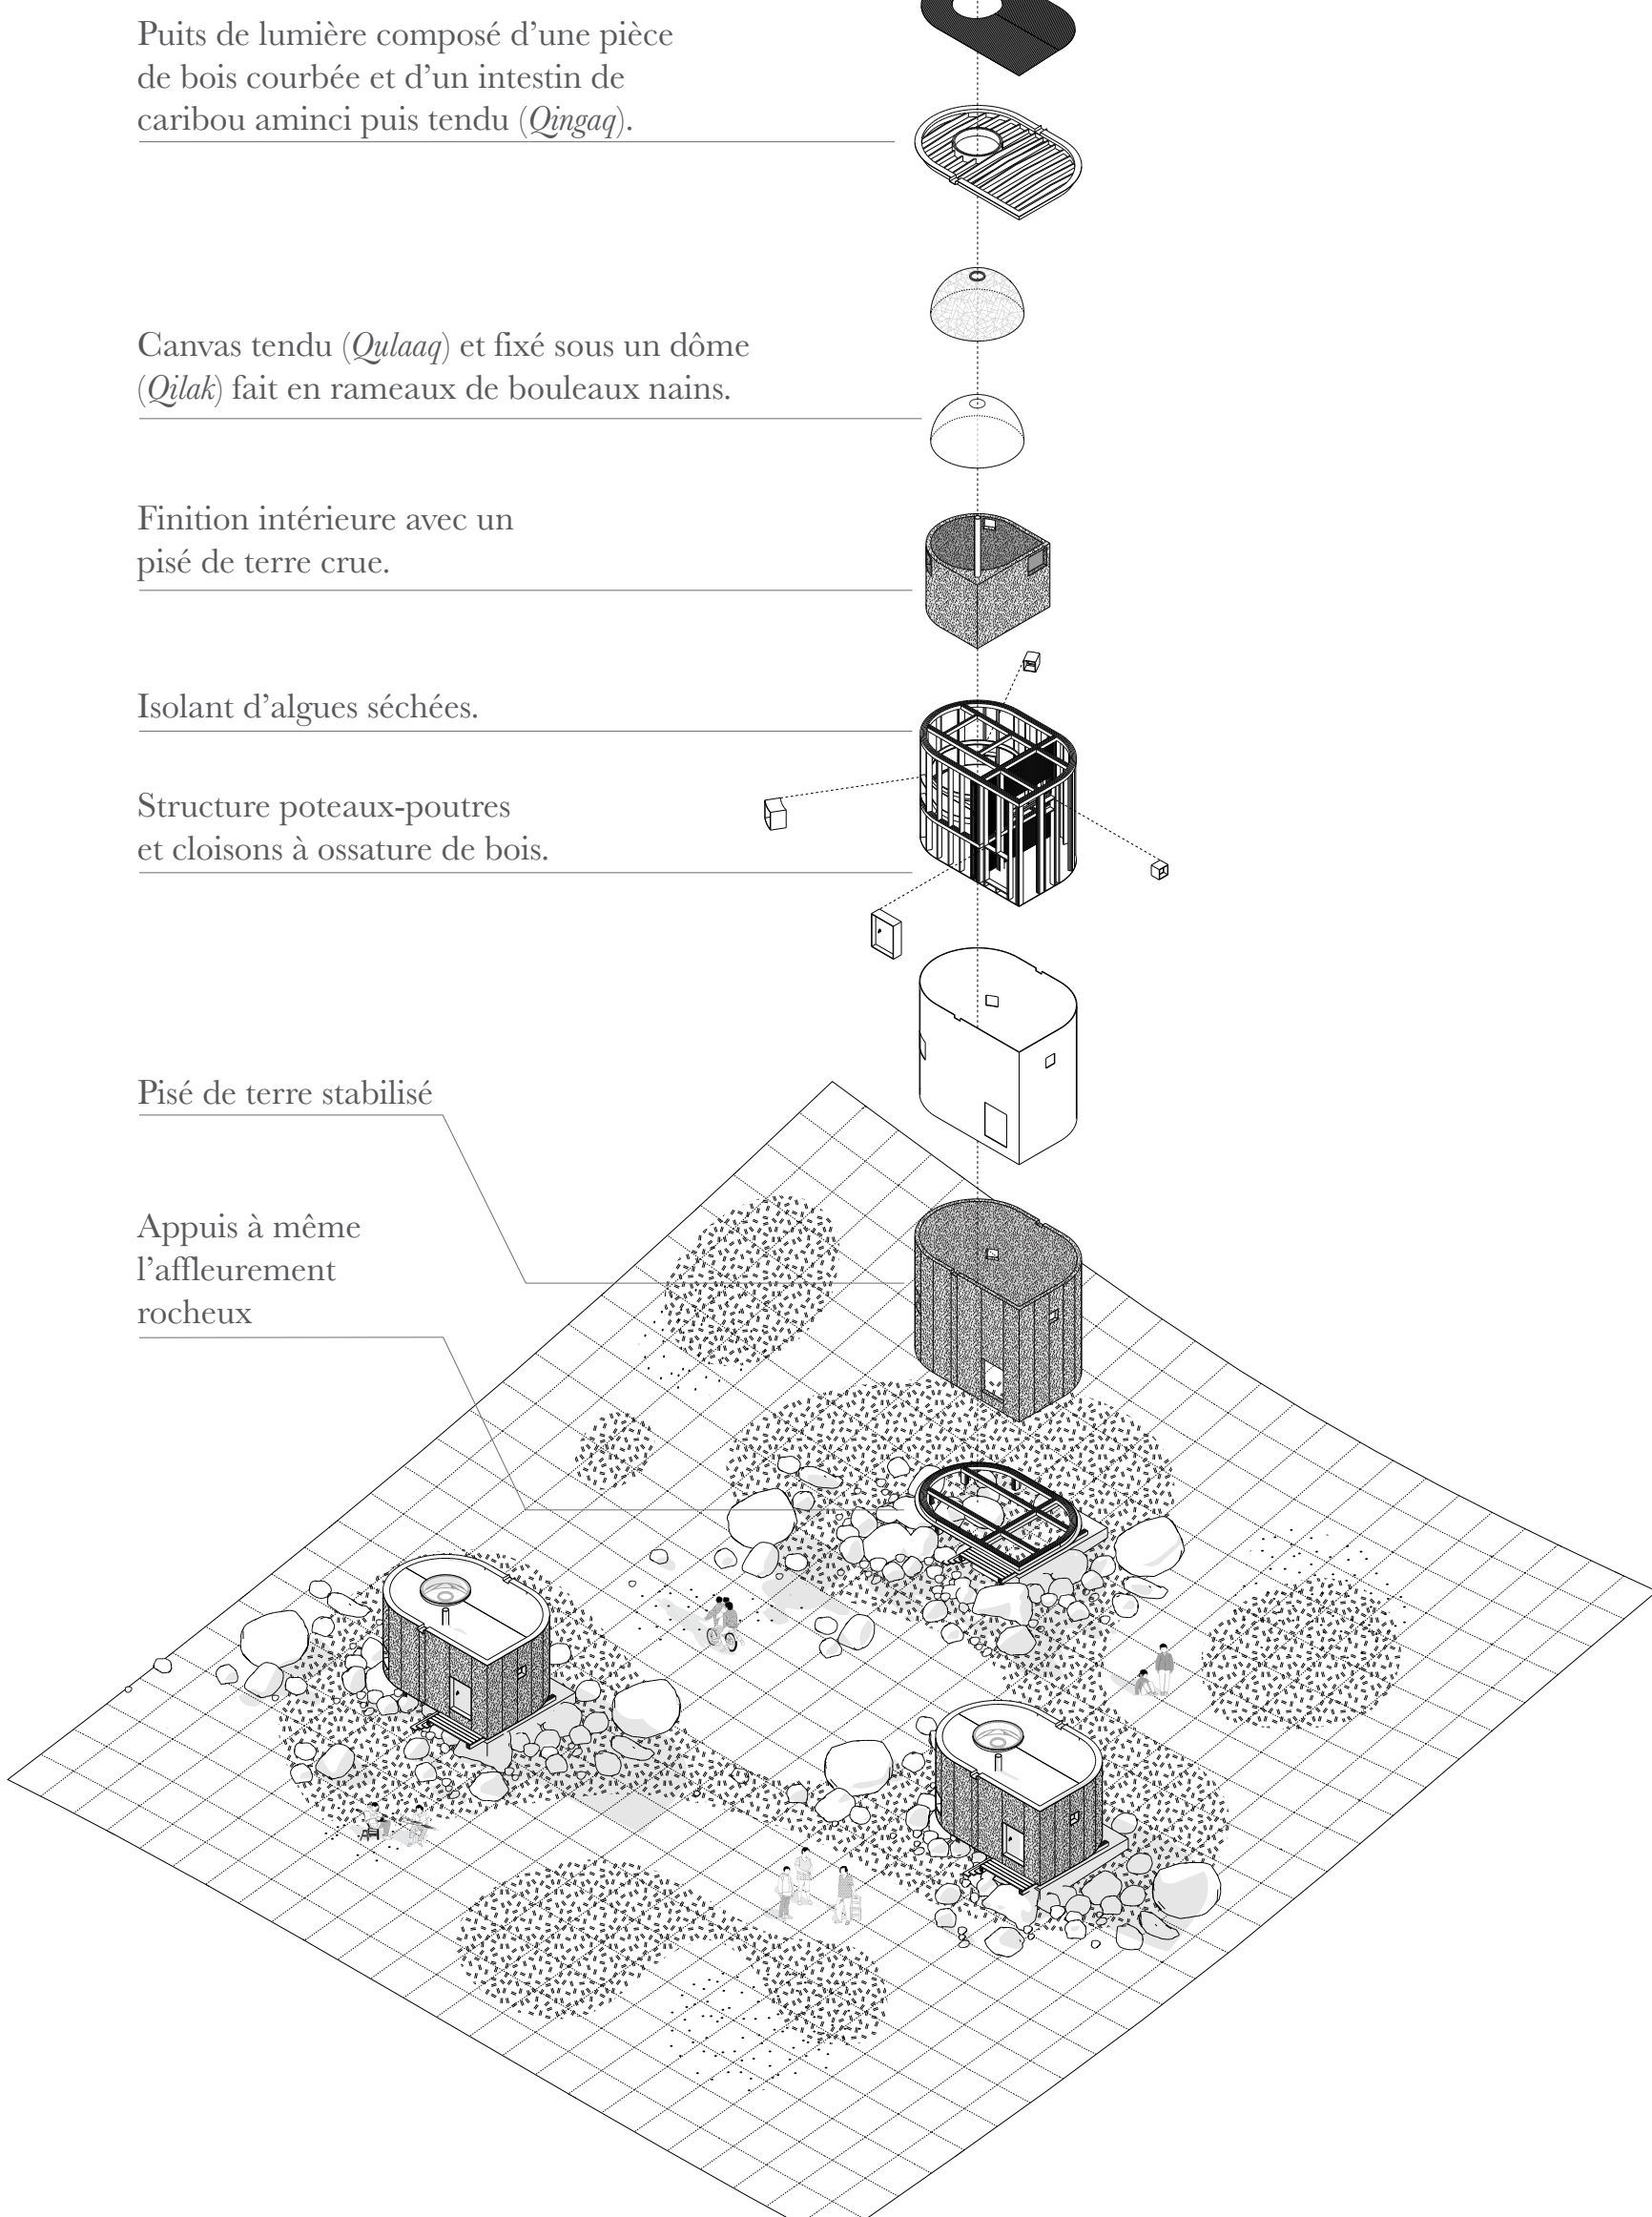 Puits de lumière composé d’une pièce
de bois courbée et d’un intestin de
caribou aminci puis tendu (Qingaq).
Canvas tendu (Qulaaq) et fixé sous un dôme
(Qilak) fait en rameaux de bouleaux nains.
Finition intérieure avec un
pisé de terre crue.
Isolant d’algues séchées.
Structure poteaux-poutres
et cloisons à ossature de bois.
Pisé de terre stabilisé
Appuis à même
l’affleurement
rocheux